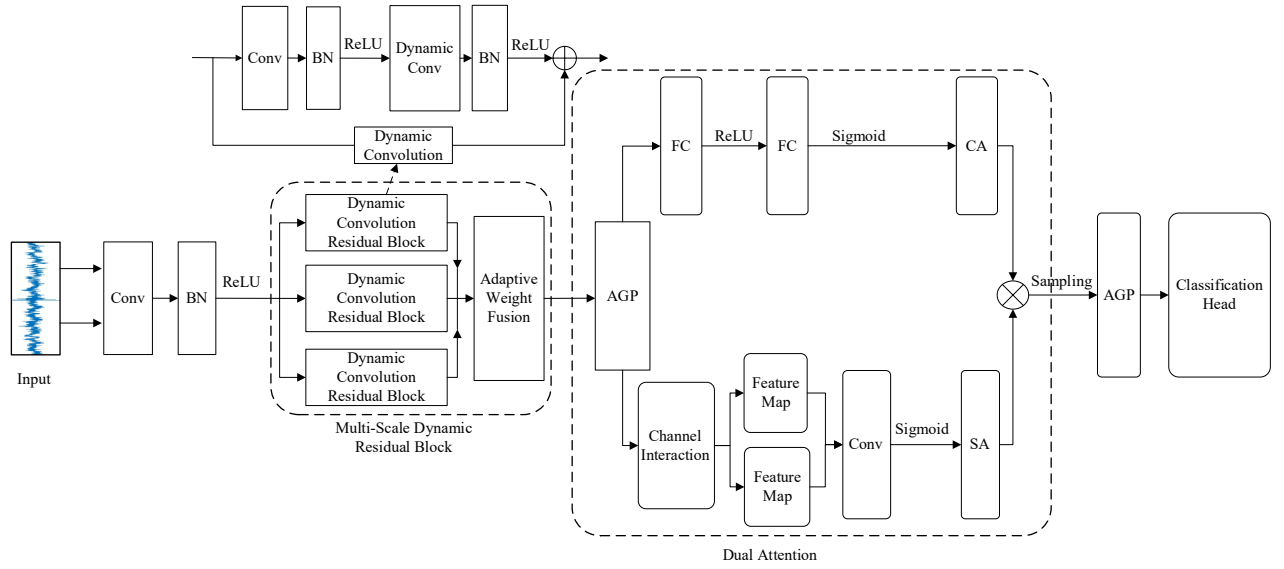 Conv
BN
ReLU
Dynamic
Conv
BN
ReLU
Dynamic
Convolution
Input
Conv
BN
ReLU
Dynamic
Convolution
Residual Block
Dynamic
Convolution
Residual Block
Dynamic
Convolution
Residual Block
Adaptive
Weight
Fusion
Multi-Scale Dynamic
Residual Block
AGP
FC
ReLU
FC
Sigmoid
CA
Channel
Interaction
Feature
Map
Feature
Map
Conv
Sigmoid
SA
Dual Attention
Sampling
AGP
Classification
Head